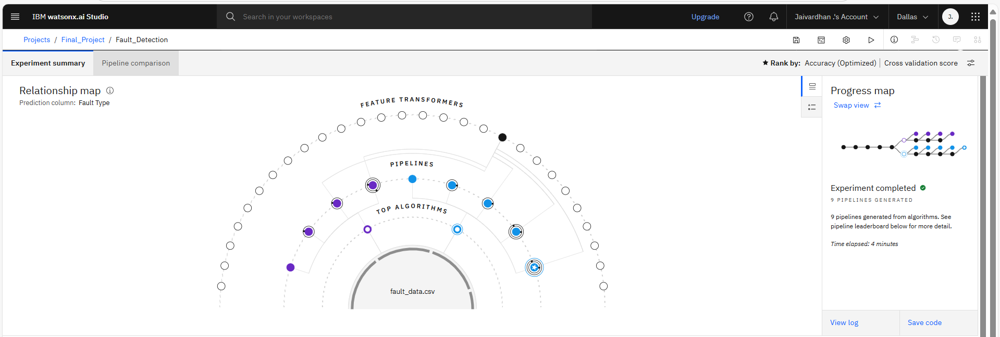 IBM watsonx.ai Studio
Search in your workspaces
Upgrade
Jaivardhan .'s Account
Dallas
J.
Projects / Final_Project / Fault_Detection
Experiment summary
Pipeline comparison
Rank by: Accuracy (Optimized) | Cross validation score
Relationship map
Prediction column: Fault Type
FEATURE TRANSFORMERS
PIPELINES
TOP ALGORITHMS
fault_data.csv
Progress map
Swap view
Experiment completed
9 PIPELINES GENERATED
9 pipelines generated from algorithms. See
pipeline leaderboard below for more detail.
Time elapsed: 4 minutes
View log
Save code